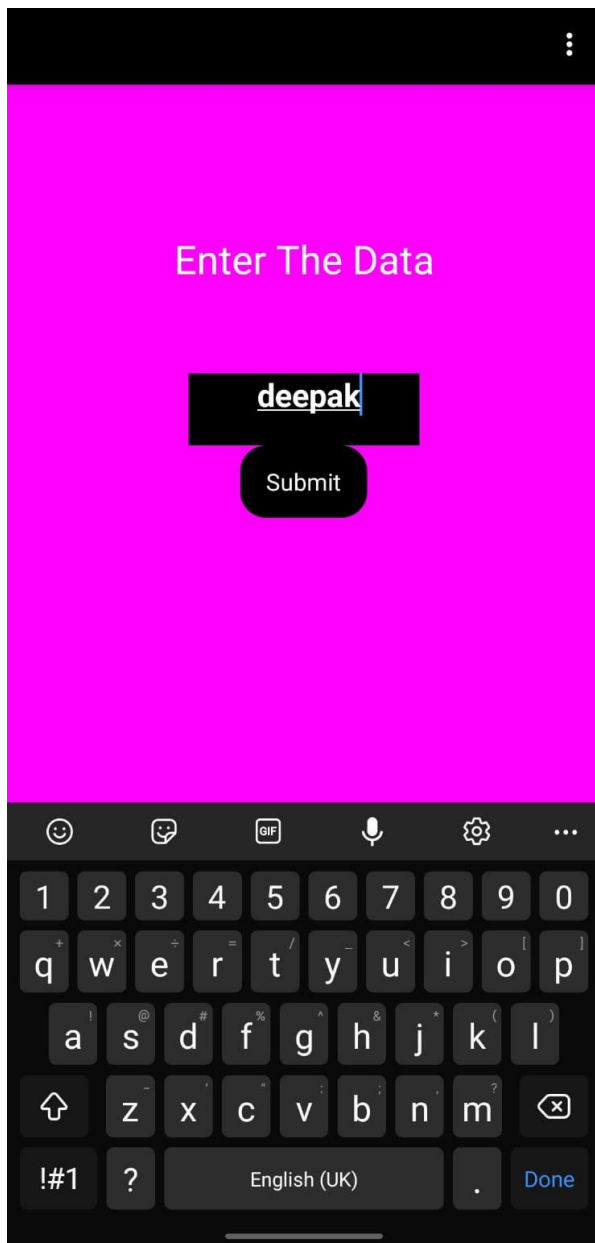 Enter The Data
deepak
Submit
GIF
1 2 3 4 5 6 7 8 9 0
+ × ÷ = / _ < > [ ]
q w e r t y u i o p
! @ # % ^ & * ( )
a s d f g h j k l
- ' " : ; , ?
z x c v b n m
!#1 ? English (UK) . Done